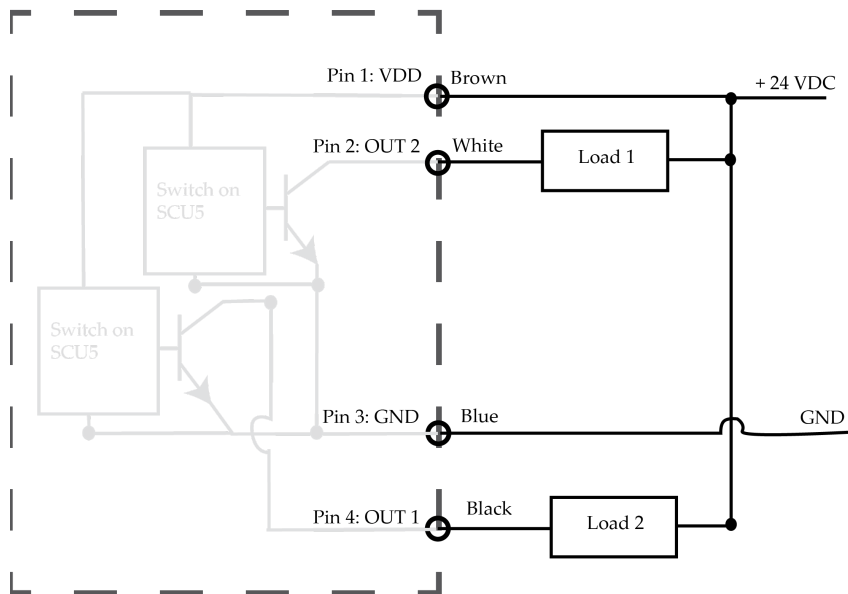 Pin 1: VDD
Brown
+ 24 VDC
Pin 2: OUT 2
White
Load 1
Switch on
SCU5
Switch on
SCU5
Pin 3: GND
Blue
GND
Pin 4: OUT 1
Black
Load 2